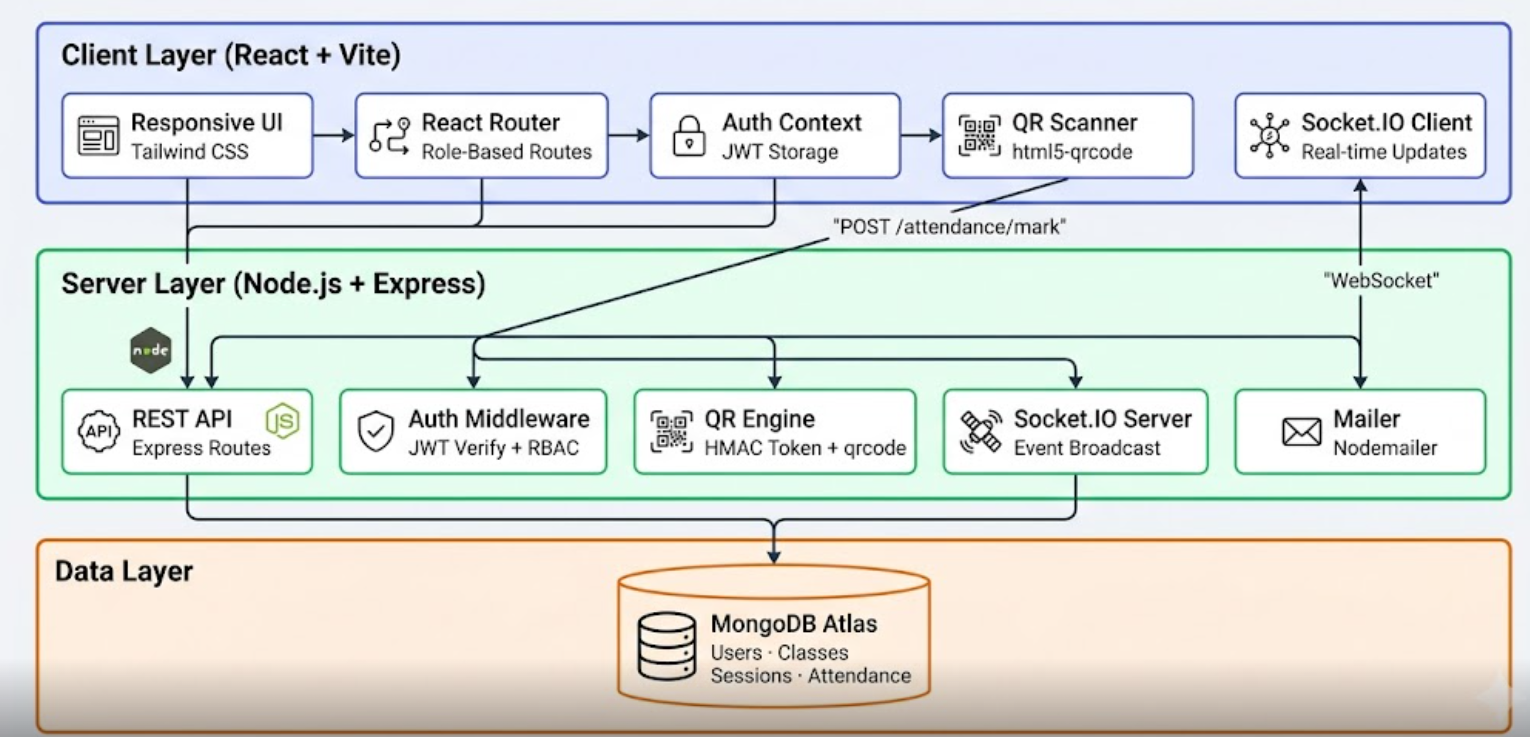 Client Layer (React + Vite)
Responsive UI
Tailwind CSS
React Router
Role-Based Routes
Auth Context
JWT Storage
QR Scanner
html5-qrcode
Socket.IO Client
Real-time Updates
"POST /attendance/mark"
"WebSocket"
Server Layer (Node.js + Express)
node
API
REST API
JS
Express Routes
Auth Middleware
JWT Verify + RBAC
QR Engine
HMAC Token + qrcode
Socket.IO Server
Event Broadcast
Mailer
Nodemailer
Data Layer
MongoDB Atlas
Users · Classes
Sessions · Attendance